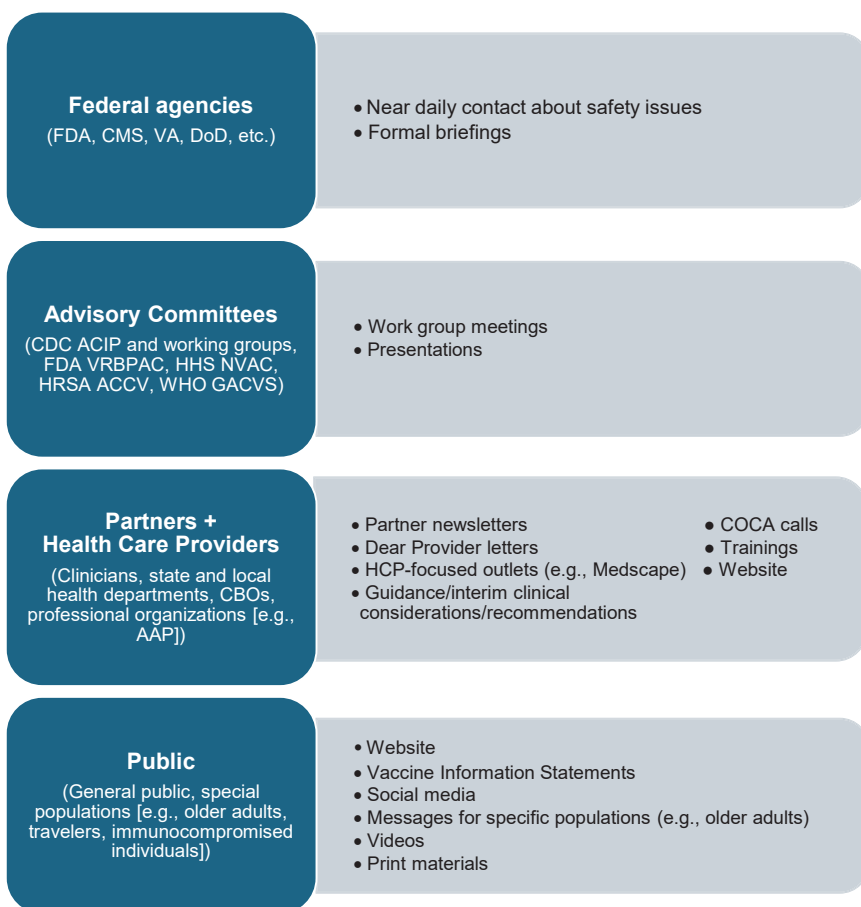 Federal agencies
(FDA, CMS, VA, DoD, etc.)
• Near daily contact about safety issues
• Formal briefings
Advisory Committees
(CDC ACIP and working groups,
FDA VRBPAC, HHS NVAC,
HRSA ACCV, WHO GACVS)
• Work group meetings
• Presentations
Partners +
Health Care Providers
(Clinicians, state and local
health departments, CBOs,
professional organizations [e.g.,
AAP])
• Partner newsletters
• Dear Provider letters
• HCP-focused outlets (e.g., Medscape)
• Guidance/interim clinical
considerations/recommendations
• COCA calls
• Trainings
• Website
Public
(General public, special
populations [e.g., older adults,
travelers, immunocompromised
individuals])
• Website
• Vaccine Information Statements
• Social media
• Messages for specific populations (e.g., older adults)
• Videos
• Print materials